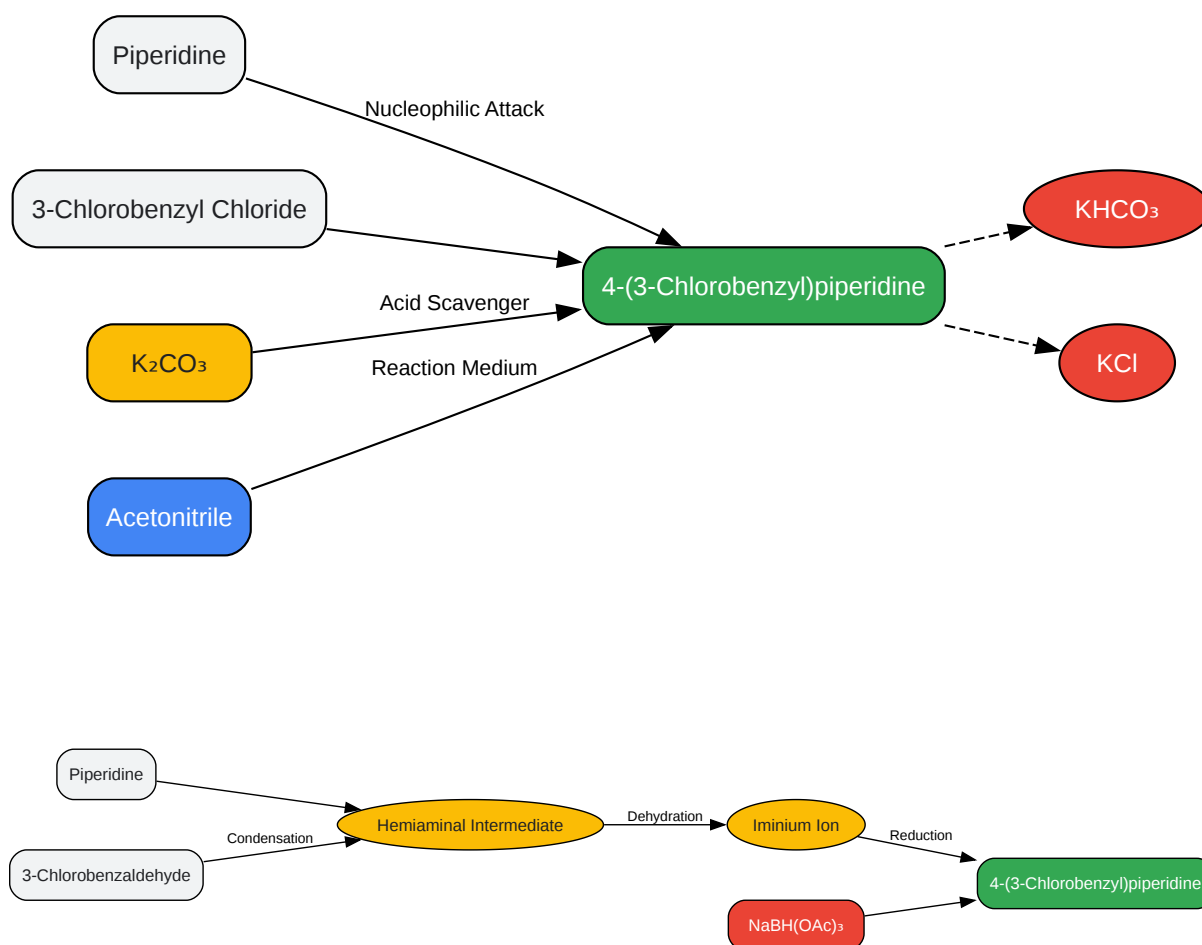 Piperidine
Nucleophilic Attack
3-Chlorobenzyl Chloride
KHCO₃
4-(3-Chlorobenzyl)piperidine
Acid Scavenger
K₂CO₃
Reaction Medium
KCl
Acetonitrile
Piperidine
Hemiaminal Intermediate
Dehydration
Iminium Ion
Condensation
Reduction
3-Chlorobenzaldehyde
4-(3-Chlorobenzyl)piperidine
NaBH(OAc)₃